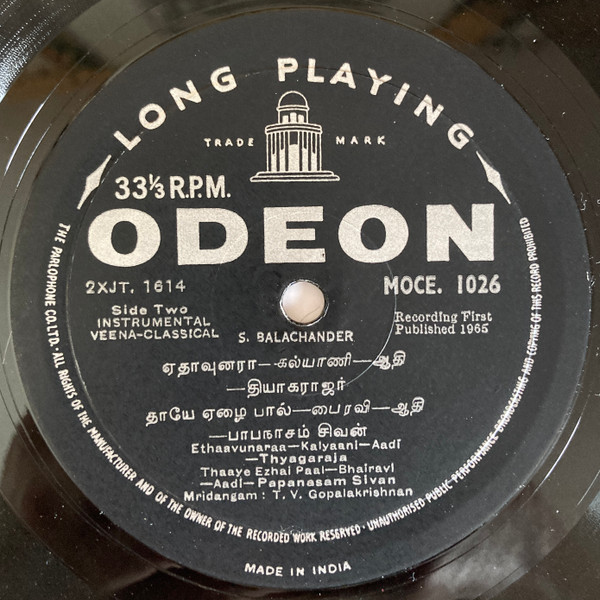 LONG PLAYING
TRADE MARK
33⅓ R.P.M.
ODEON
2XJT. 1614
MOCE. 1026
Side Two
INSTRUMENTAL
VEENA-CLASSICAL
S. BALACHANDER
Recording First
Published 1965
ஏதாவுனரா—கல்யாணி—ஆதி
—தியாகராஜர்
தாயே ஏழை பால்—பைரவி—ஆதி
—பாபநாசம் சிவன்
Ethaavunaraa—Kalyaani—Aadi
—Thyagaraja
Thaaye Ezhai Paal—Bhairavi
—Aadi—Papanasam Sivan
Mridangam: T. V. Gopalakrishnan
THE PARLOPHONE CO. LTD. · ALL RIGHTS OF THE MANUFACTURER AND OF THE OWNER OF THE RECORDED WORK RESERVED · UNAUTHORISED PUBLIC PERFORMANCE BROADCASTING AND COPYING OF THIS RECORD PROHIBITED
MADE IN INDIA